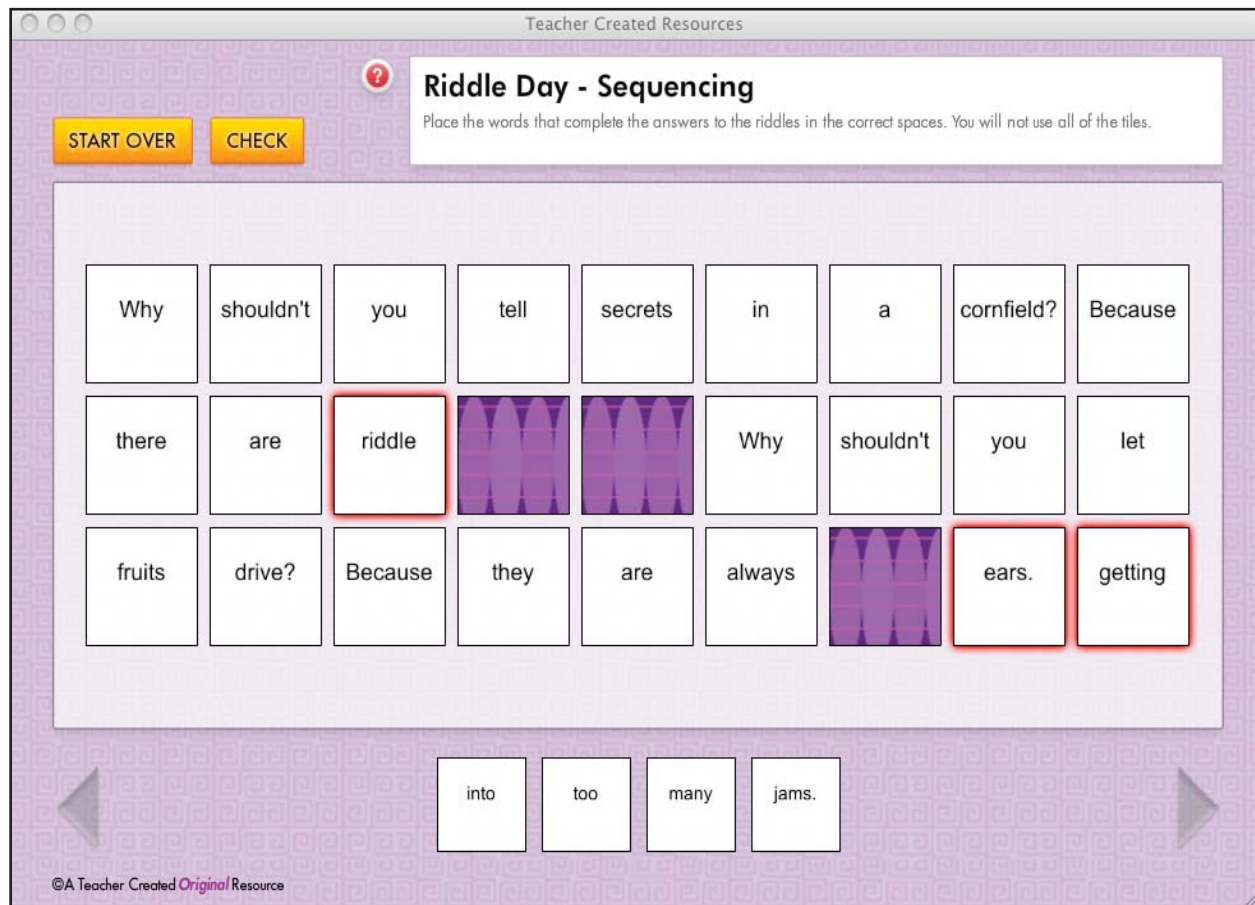 Teacher Created Resources
?
Riddle Day - Sequencing
Place the words that complete the answers to the riddles in the correct spaces. You will not use all of the tiles.
START OVER CHECK
Why shouldn't you tell secrets in a cornfield? Because
there are riddle Why shouldn't you let
fruits drive? Because they are always ears. getting
into too many jams.
©A Teacher Created Original Resource